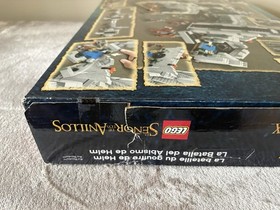 LEGO
EL SEÑOR DE LOS ANILLOS
La bataille du gouffre de Helm
La Batalla del Abismo de Helm